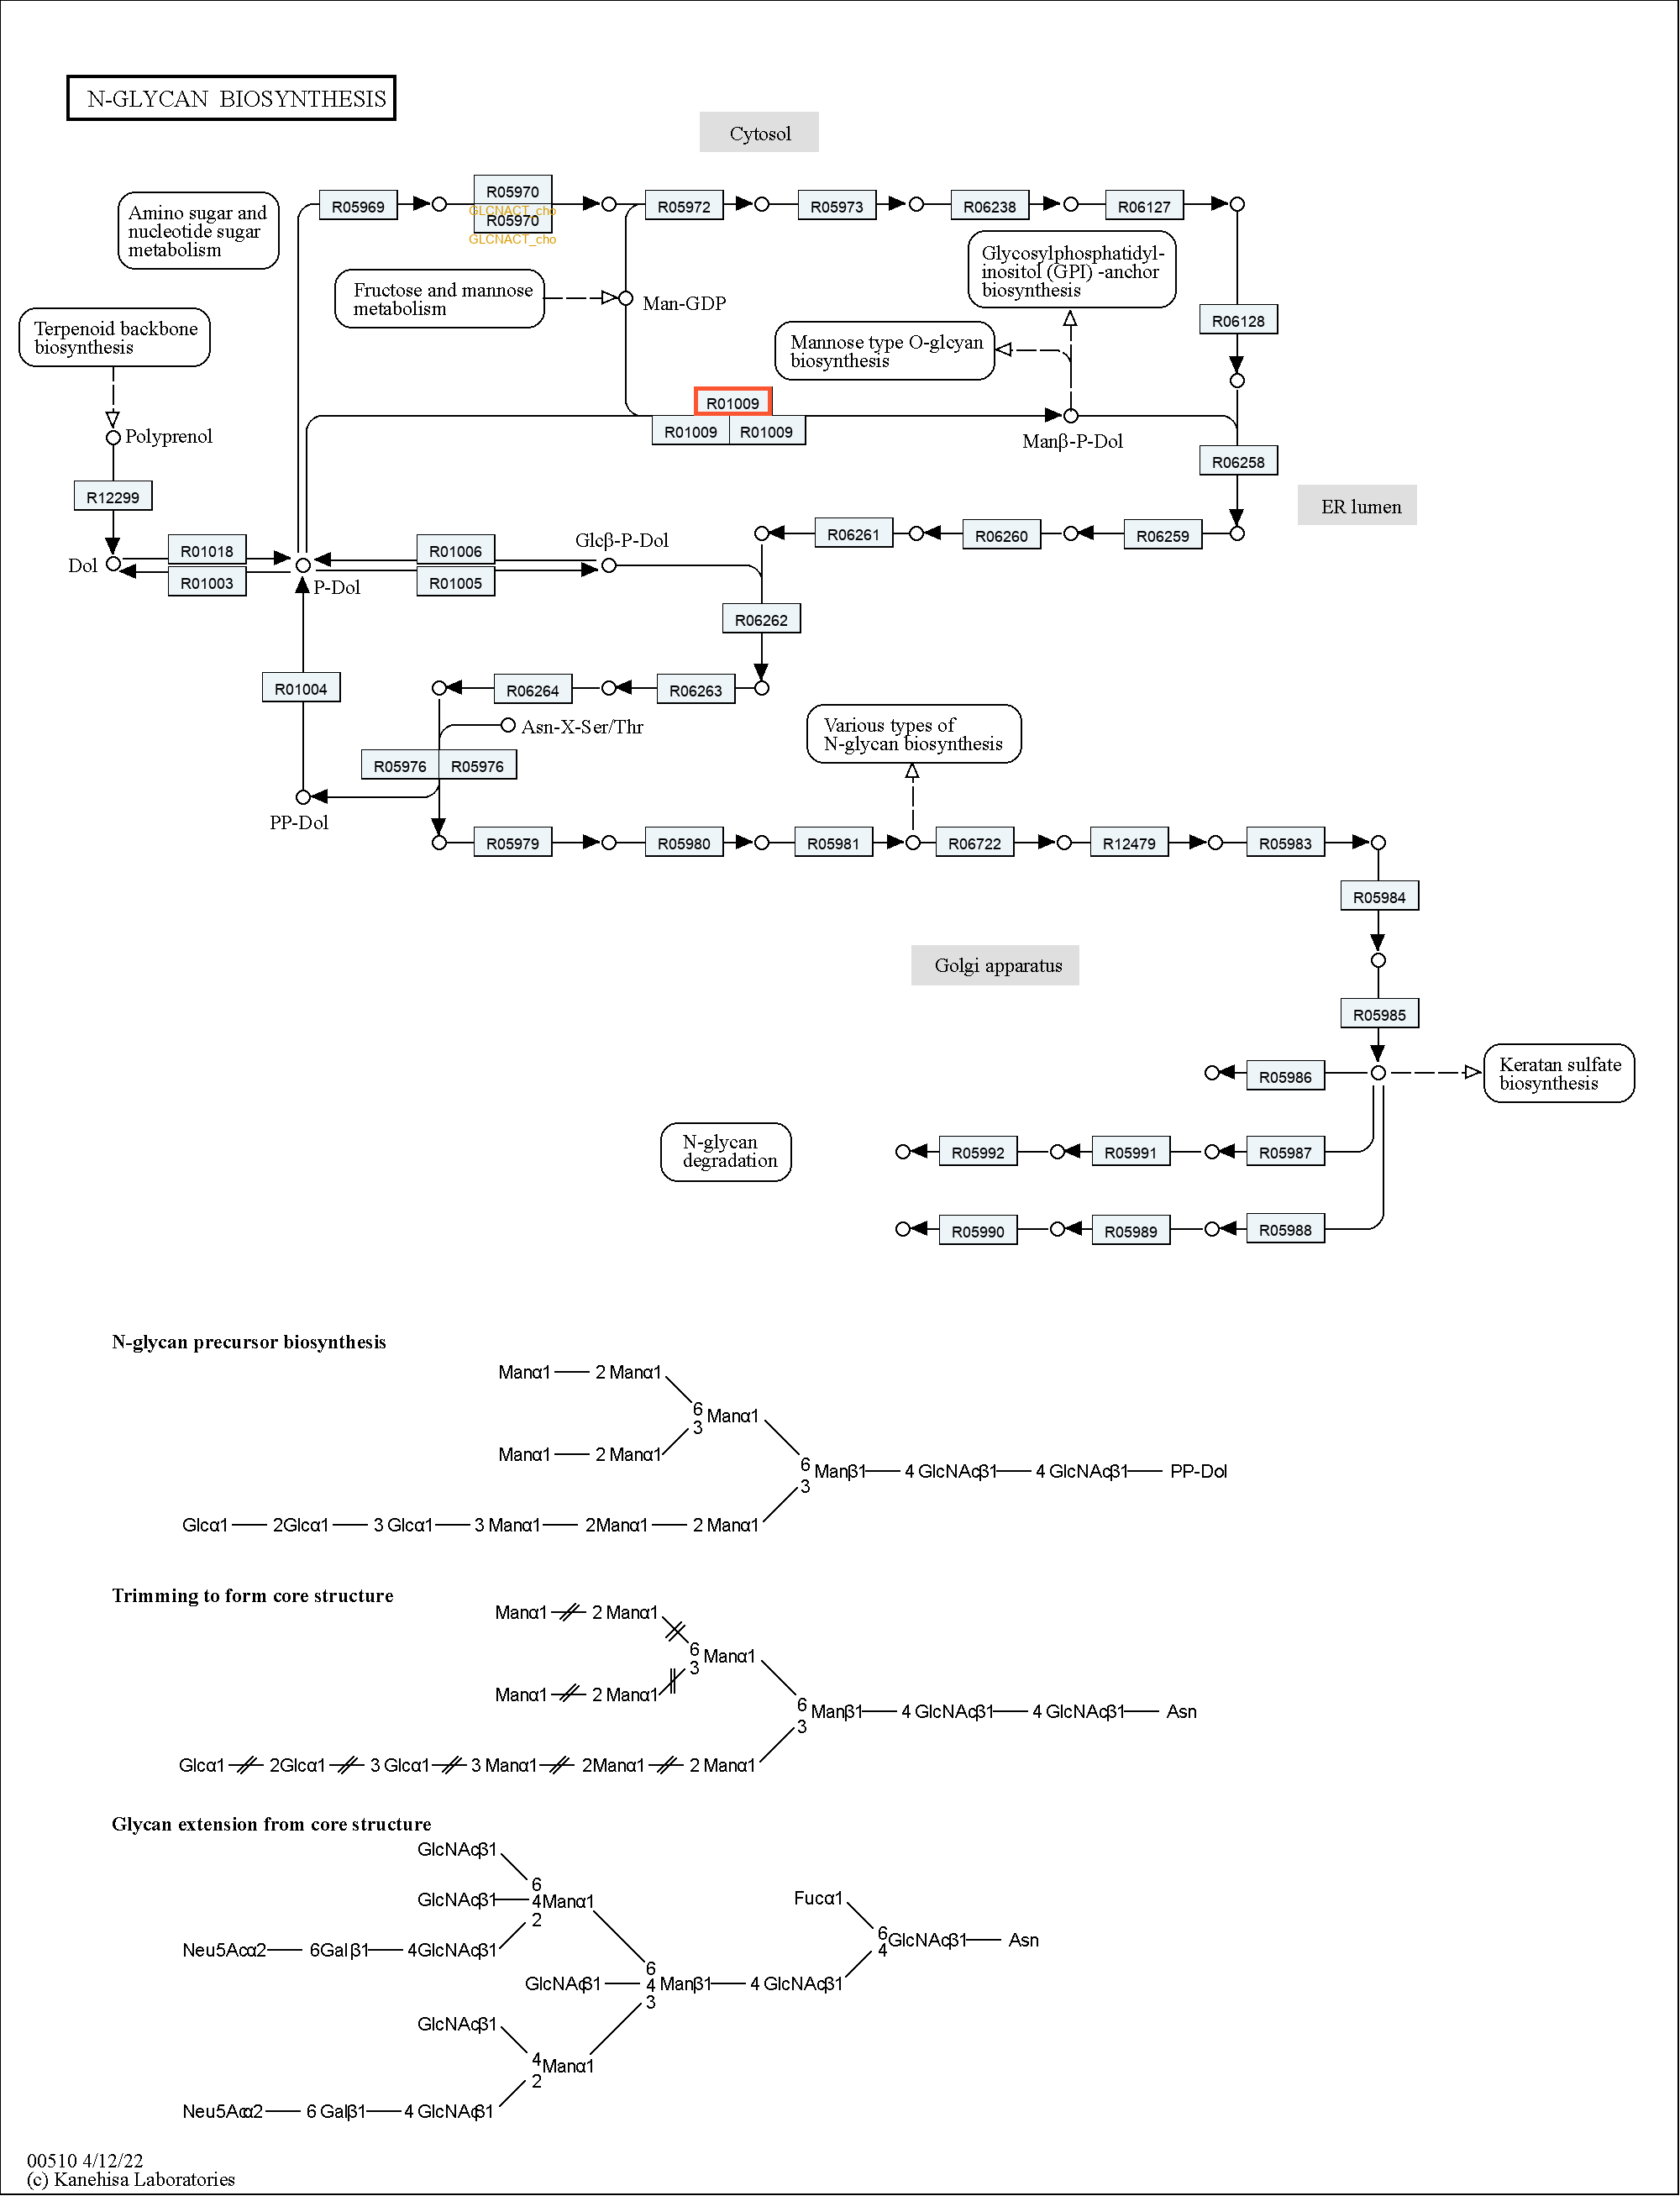 N-GLYCAN BIOSYNTHESIS
Cytosol
Amino sugar and
nucleotide sugar
metabolism
R05969
R05970
GLCNACT_cho
R05970
GLCNACT_cho
R05972
R05973
R06238
R06127
Fructose and mannose
metabolism
Man-GDP
Glycosylphosphatidyl-
inositol (GPI) -anchor
biosynthesis
Terpenoid backbone
biosynthesis
Mannose type O-glcyan
biosynthesis
R06128
R01009
R01009 R01009
Manβ-P-Dol
Polyprenol
R06258
R12299
ER lumen
Dol
R01018
R01003
P-Dol
R01006
R01005
Glcβ-P-Dol
R06261
R06260
R06259
R06262
R01004
R06264
R06263
Asn-X-Ser/Thr
R05976 R05976
PP-Dol
Various types of
N-glycan biosynthesis
R05979
R05980
R05981
R06722
R12479
R05983
R05984
Golgi apparatus
R05985
R05986
Keratan sulfate
biosynthesis
N-glycan
degradation
R05992
R05991
R05987
R05990
R05989
R05988
N-glycan precursor biosynthesis
Manα1 2 Manα1
6
3 Manα1
Manα1 2 Manα1
6
3 Manβ1 4 GlcNAcβ1 4 GlcNAcβ1 PP-Dol
Glcα1 2Glcα1 3 Glcα1 3 Manα1 2Manα1 2 Manα1
Trimming to form core structure
Manα1 2 Manα1
6
3 Manα1
Manα1 2 Manα1
6
3 Manβ1 4 GlcNAcβ1 4 GlcNAcβ1 Asn
Glcα1 2Glcα1 3 Glcα1 3 Manα1 2Manα1 2 Manα1
Glycan extension from core structure
GlcNAcβ1
6
GlcNAcβ1 4Manα1
2
Neu5Acα2 6Galβ1 4GlcNAcβ1
Fucα1
6
4 GlcNAcβ1 Asn
6
GlcNAcβ1 4 Manβ1 4 GlcNAcβ1
3
GlcNAcβ1
4
2 Manα1
Neu5Acα2 6 Galβ1 4 GlcNAcβ1
00510 4/12/22
(c) Kanehisa Laboratories